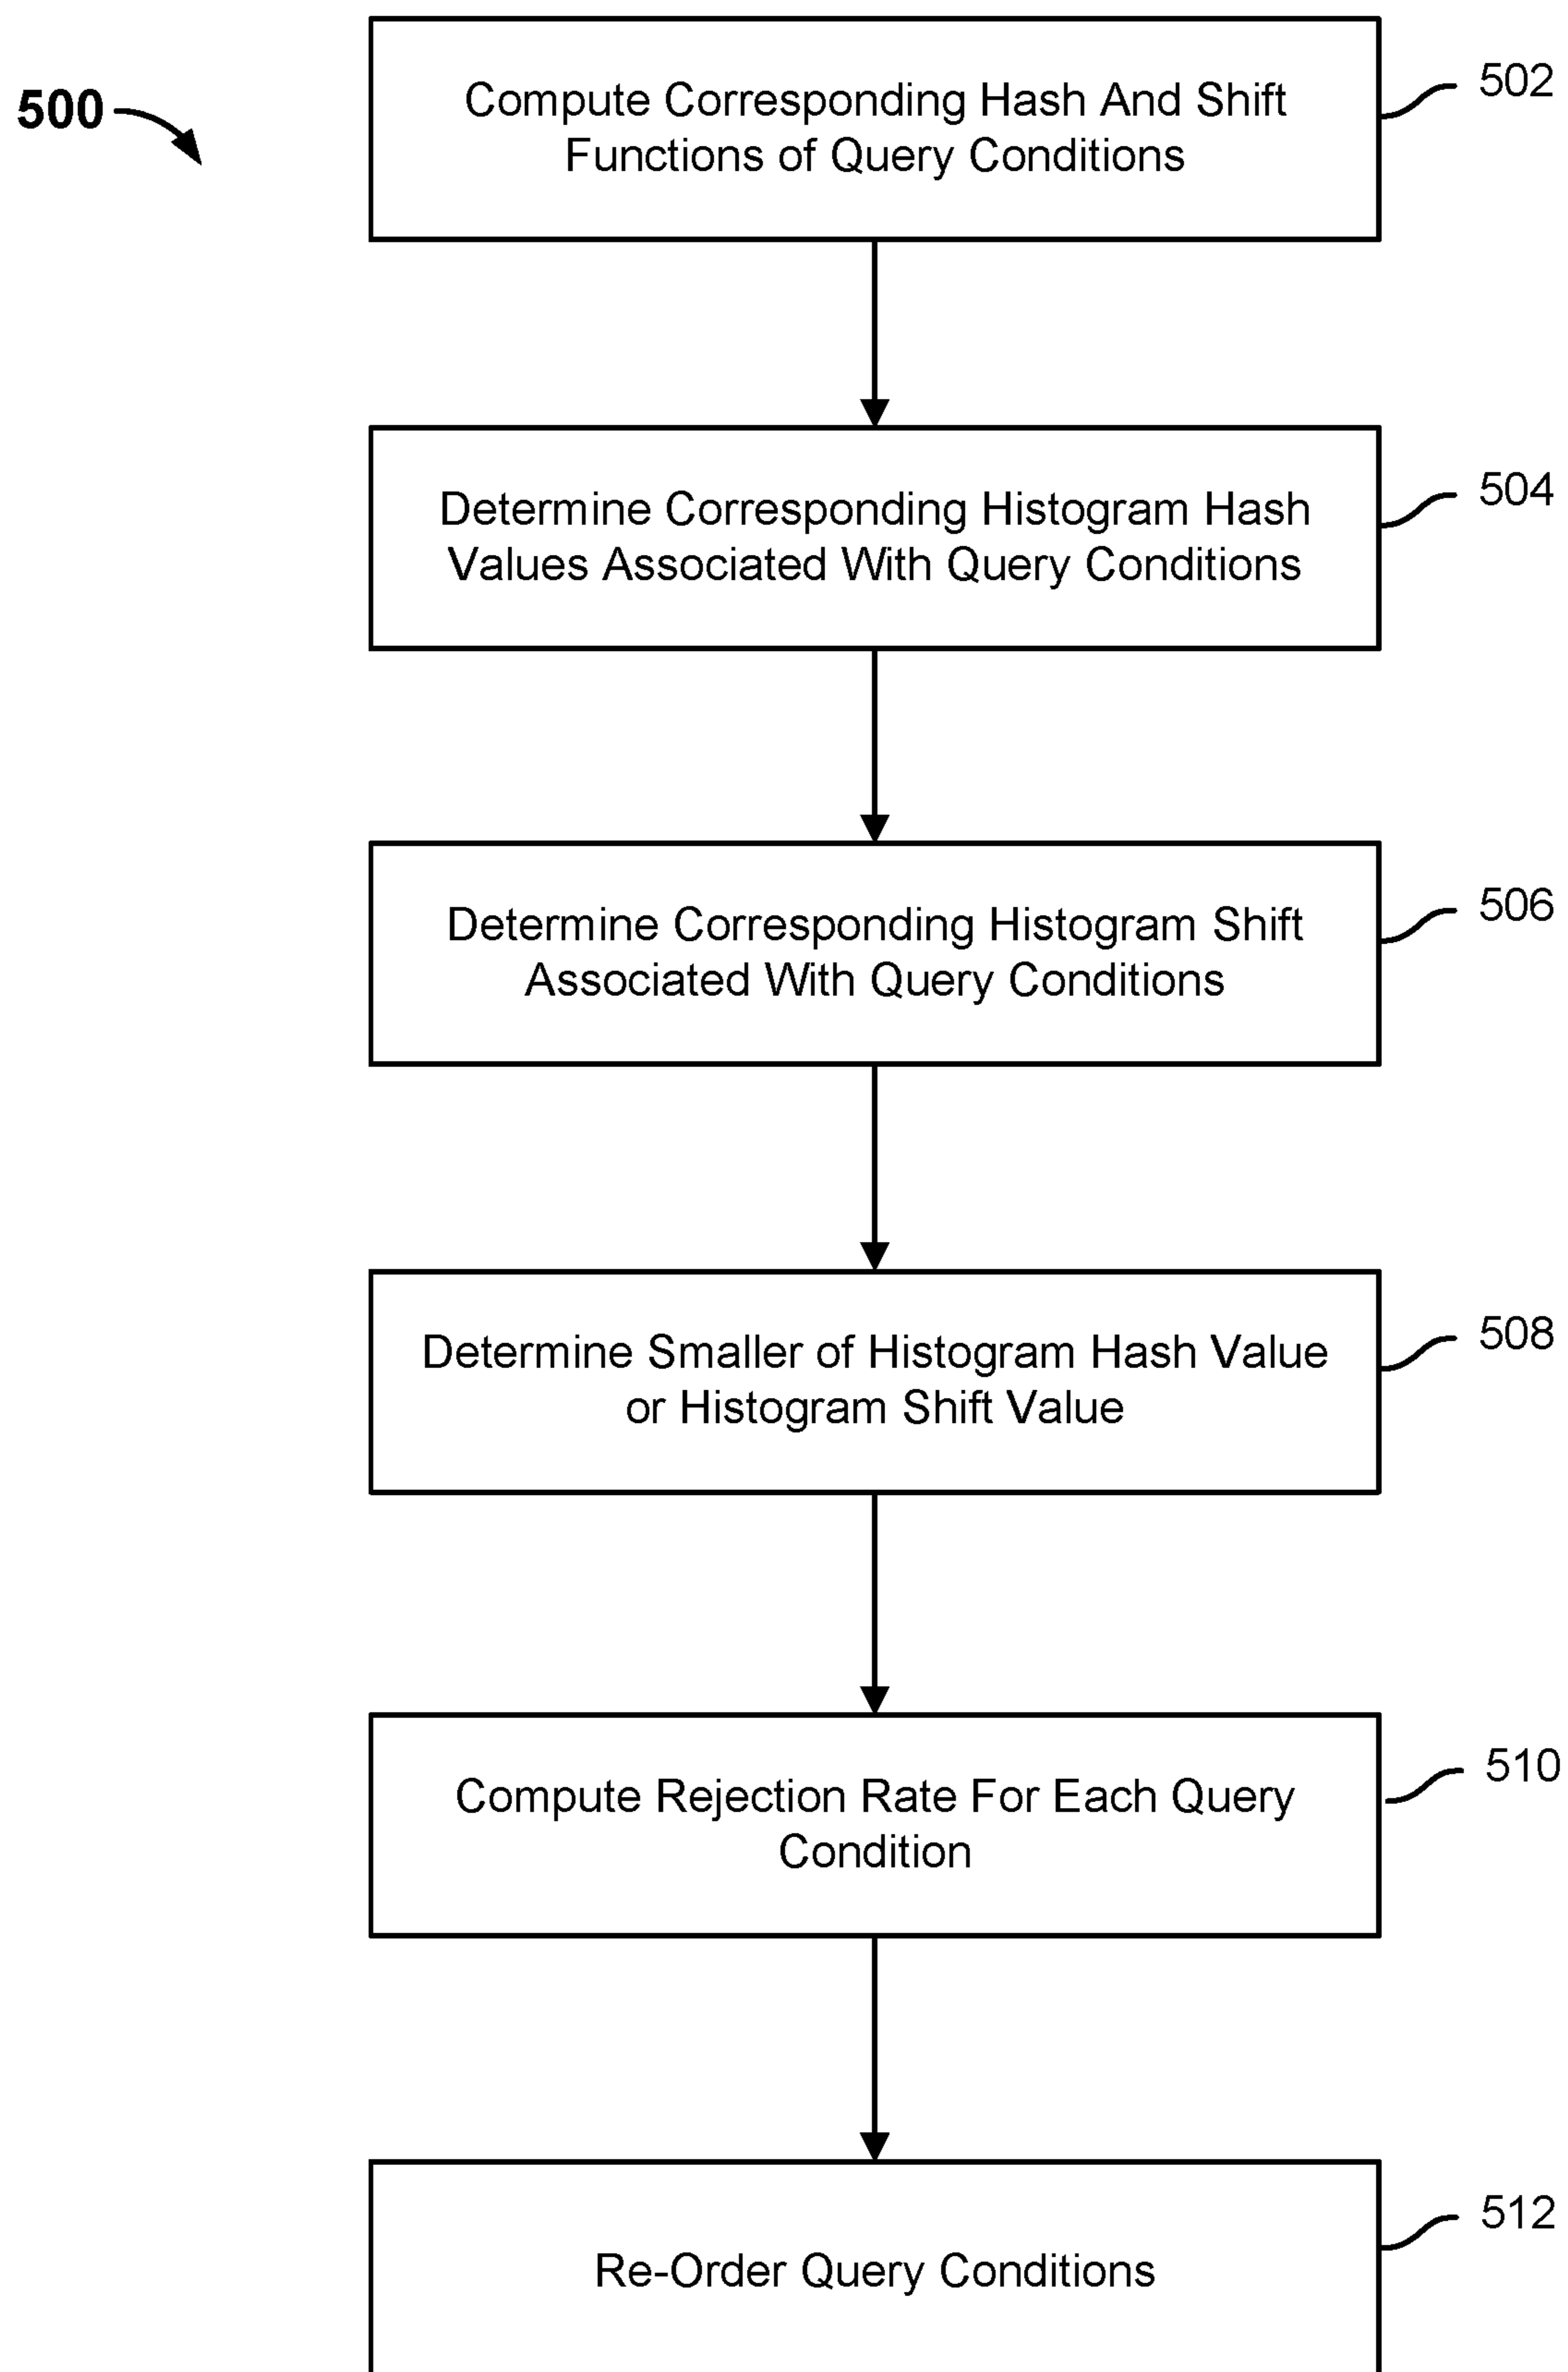 500
Compute Corresponding Hash And Shift
Functions of Query Conditions
502
Determine Corresponding Histogram Hash
Values Associated With Query Conditions
504
Determine Corresponding Histogram Shift
Associated With Query Conditions
506
Determine Smaller of Histogram Hash Value
or Histogram Shift Value
508
Compute Rejection Rate For Each Query
Condition
510
Re-Order Query Conditions
512